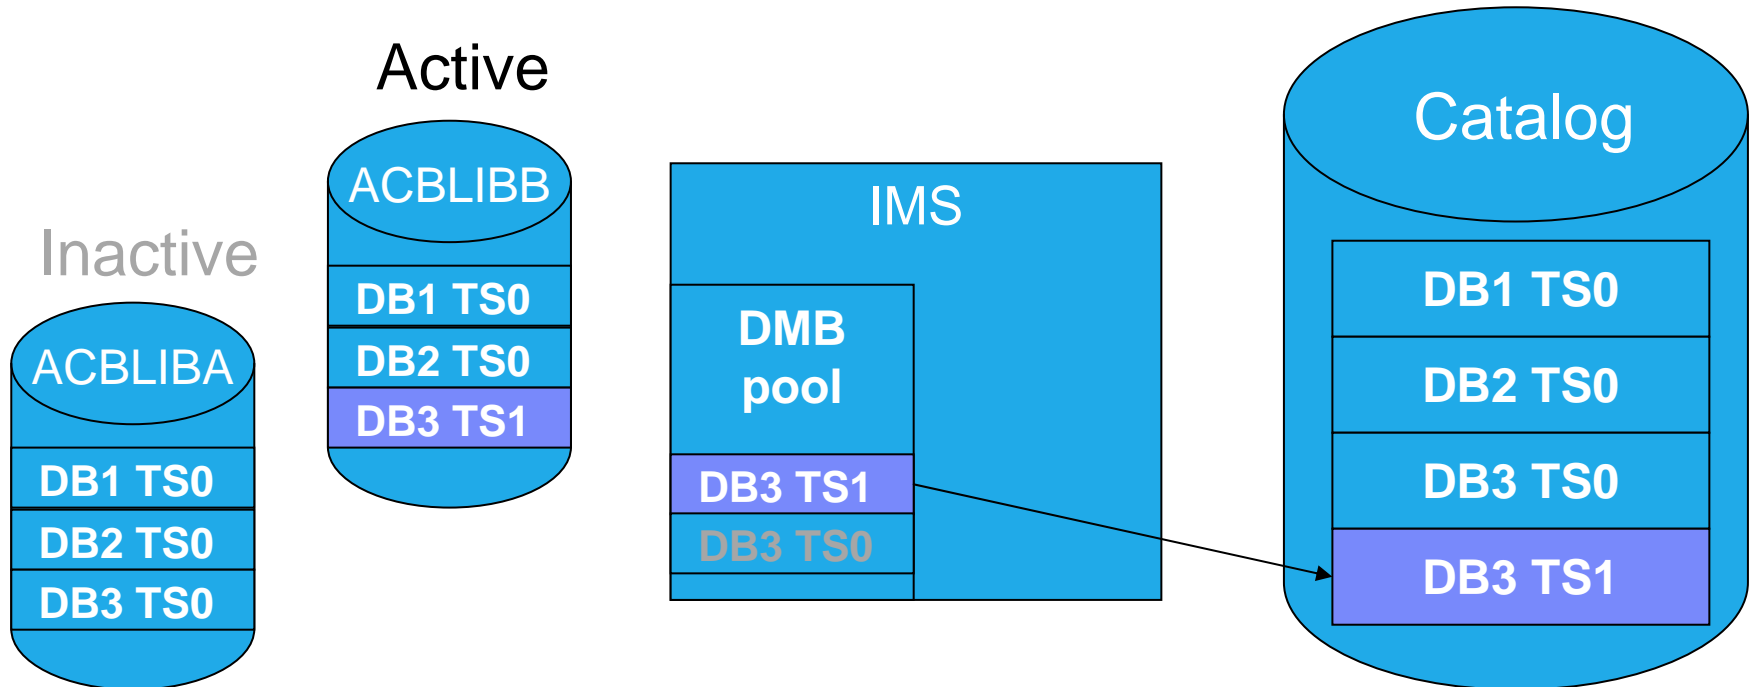 Inactive
ACBLIBA
DB1 TS0
DB2 TS0
DB3 TS0
Active
ACBLIBB
DB1 TS0
DB2 TS0
DB3 TS1
IMS
DMB
pool
DB3 TS1
DB3 TS0
Catalog
DB1 TS0
DB2 TS0
DB3 TS0
DB3 TS1